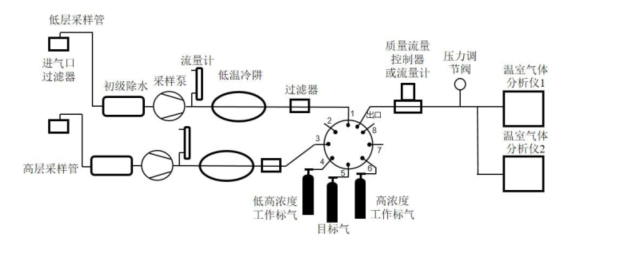 低层采样管
进气口
过滤器
初级除水
采样泵
流量计
低温冷阱
过滤器
质量流量
控制器
或流量计
压力调
节阀
温室气体
分析仪1
温室气体
分析仪2
出口
1
2
3
4
5
6
7
8
高层采样管
低高浓度
工作标气
目标气
高浓度
工作标气